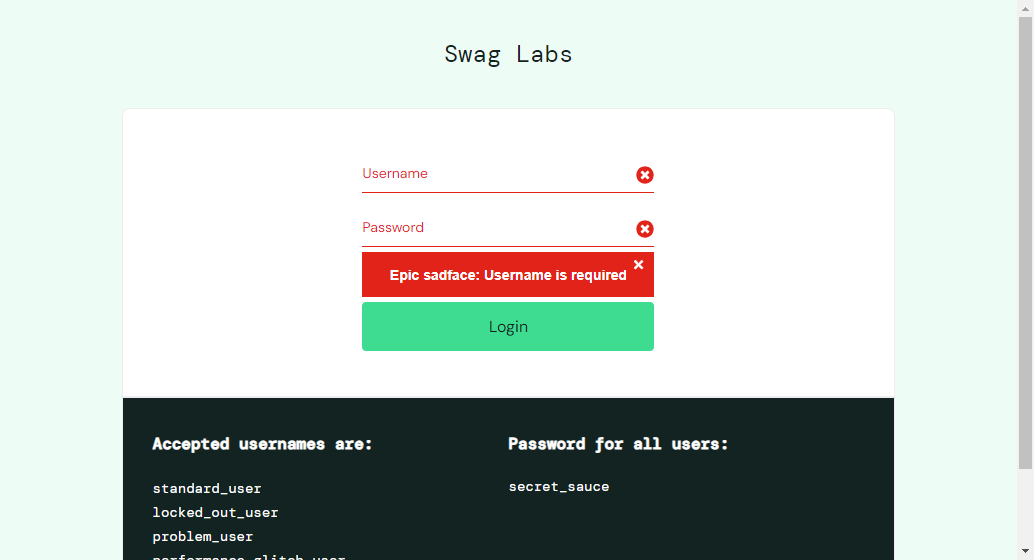 Swag Labs
Username
Password
Epic sadface: Username is required
Login
Accepted usernames are:
standard_user
locked_out_user
problem_user
performance_glitch_user
Password for all users:
secret_sauce